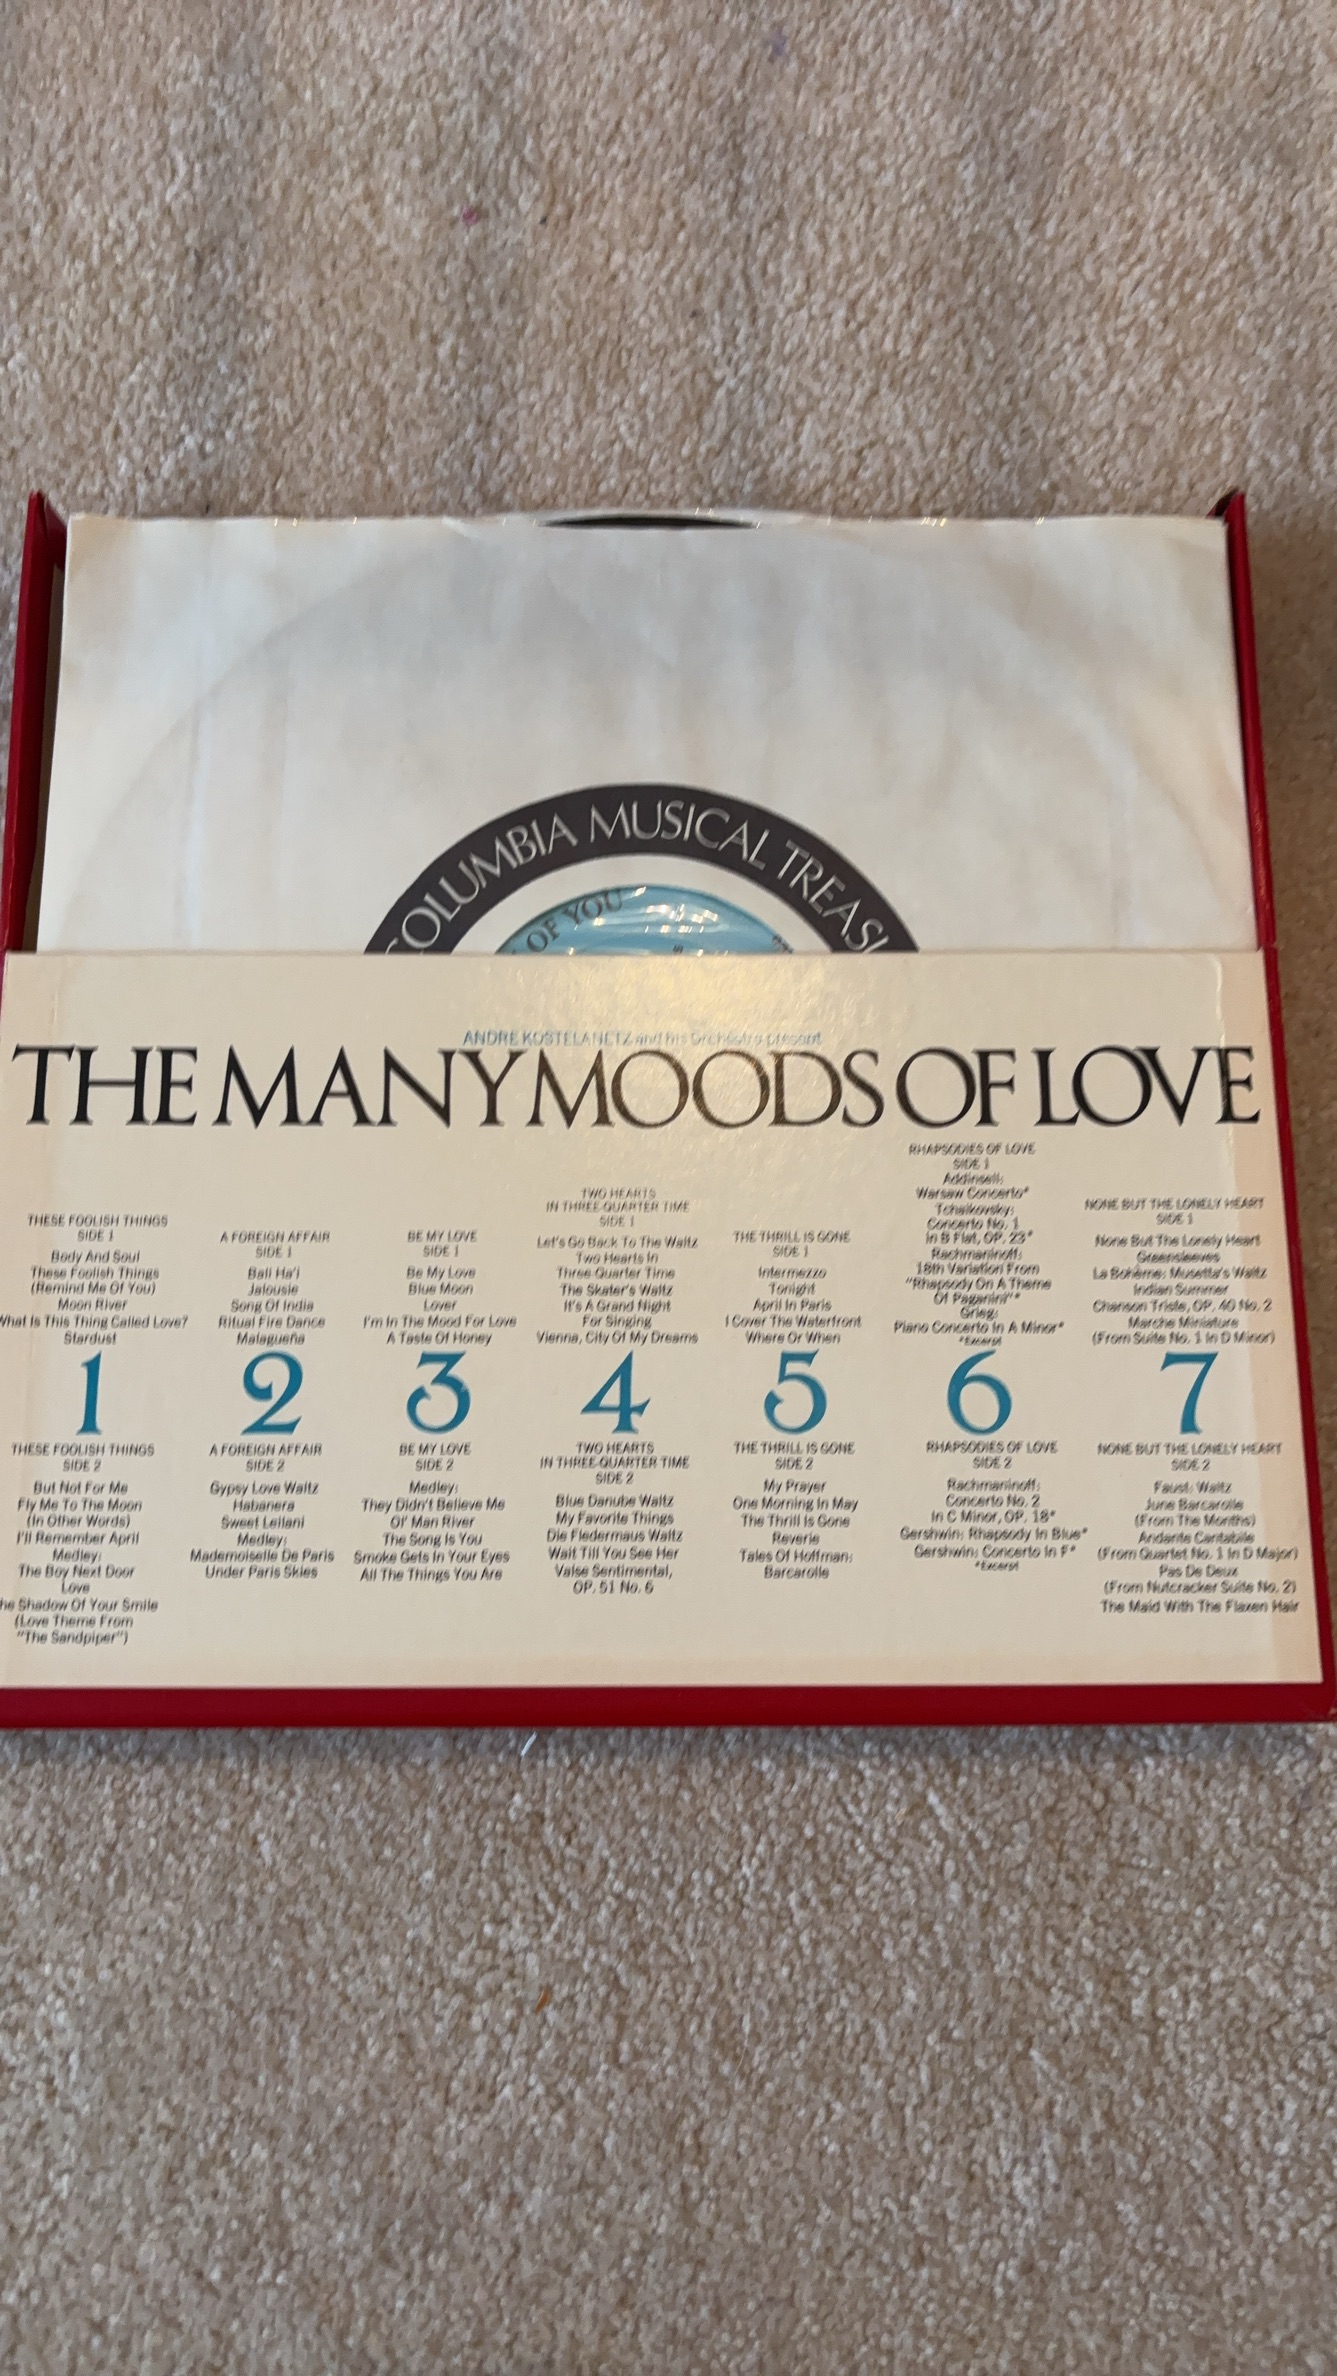 COLUMBIA MUSICAL
OF YOU
ANDRE KOSTELANETZ and his Orchestra present
THE MANY MOODS OF LOVE
THESE FOOLISH THINGS
SIDE 1
Body And Soul
These Foolish Things
(Remind Me Of You)
Moon River
What Is This Thing Called Love?
Stardust
1
THESE FOOLISH THINGS
SIDE 2
But Not For Me
Fly Me To The Moon
(In Other Words)
I'll Remember April
Medley:
The Boy Next Door
Love
Shadow Of Your Smile
(Love Theme From
"The Sandpiper")
A FOREIGN AFFAIR
SIDE 1
Bali Ha'i
Jalousie
Song Of India
Ritual Fire Dance
Malagueña
2
A FOREIGN AFFAIR
SIDE 2
Gypsy Love Waltz
Habanera
Sweet Leilani
Medley:
Mademoiselle De Paris
Under Paris Skies
BE MY LOVE
SIDE 1
Be My Love
Blue Moon
Lover
I'm In The Mood For Love
A Taste Of Honey
3
BE MY LOVE
SIDE 2
Medley:
They Didn't Believe Me
Ol' Man River
The Song Is You
Smoke Gets In Your Eyes
All The Things You Are
TWO HEARTS
IN THREE-QUARTER TIME
SIDE 1
Let's Go Back To The Waltz
Two Hearts In
Three Quarter Time
The Skater's Waltz
It's A Grand Night
For Singing
Vienna, City Of My Dreams
4
TWO HEARTS
IN THREE-QUARTER TIME
SIDE 2
Blue Danube Waltz
My Favorite Things
Die Fledermaus Waltz
Wait Till You See Her
Valse Sentimental,
OP. 51 No. 6
THE THRILL IS GONE
SIDE 1
Intermezzo
Tonight
April In Paris
I Cover The Waterfront
Where Or When
5
THE THRILL IS GONE
SIDE 2
My Prayer
One Morning In May
The Thrill Is Gone
Reverie
Tales Of Hoffman:
Barcarolle
RHAPSODIES OF LOVE
SIDE 1
Addinsell:
Warsaw Concerto*
Tchaikovsky:
Concerto No. 1
In B Flat, OP. 23*
Rachmaninoff:
18th Variation From
"Rhapsody On A Theme
Of Paganini"*
Grieg:
Piano Concerto In A Minor*
*Excerpt
6
RHAPSODIES OF LOVE
SIDE 2
Rachmaninoff:
Concerto No. 2
In C Minor, OP. 18*
Gershwin: Rhapsody In Blue*
Gershwin: Concerto In F*
*Excerpt
NONE BUT THE LONELY HEART
SIDE 1
None But The Lonely Heart
Greensleeves
La Bohème: Musetta's Waltz
Indian Summer
Chanson Triste, OP. 40 No. 2
Marche Miniature
(From Suite No. 1 In D Minor)
7
NONE BUT THE LONELY HEART
SIDE 2
Faust: Waltz
June Barcarolle
(From The Months)
Andante Cantabile
(From Quartet No. 1 In D Major)
Pas De Deux
(From Nutcracker Suite No. 2)
The Maid With The Flaxen Hair